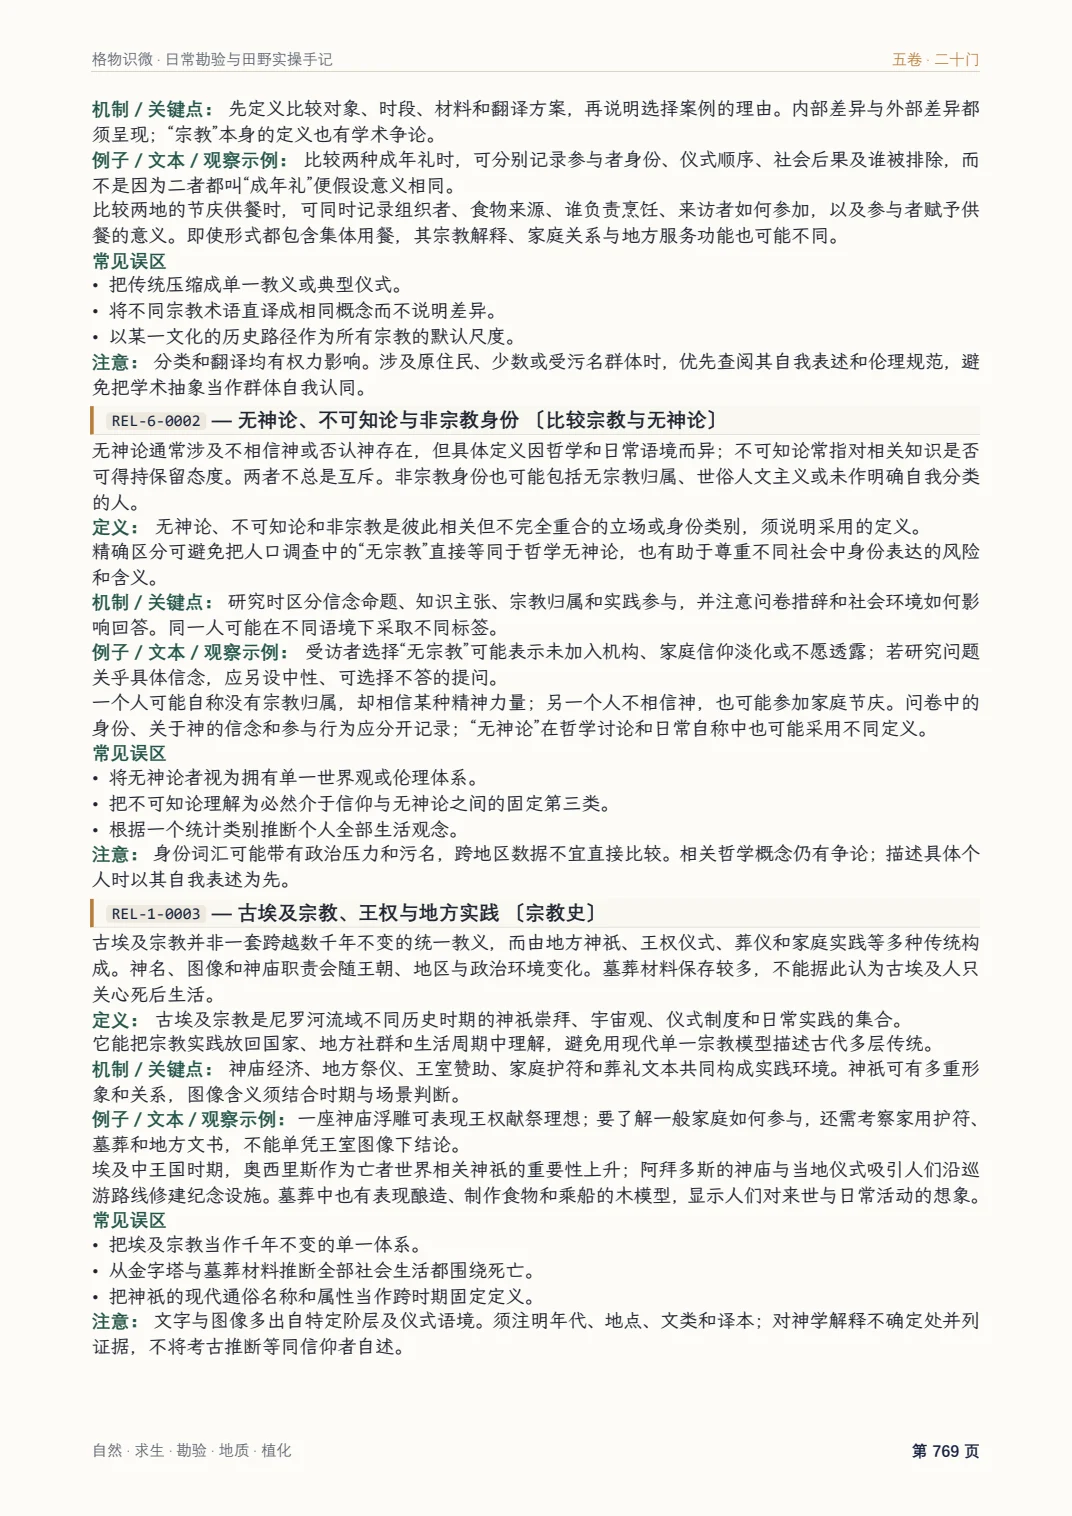 格物识微 · 日常勘验与田野实操手记
五卷 · 二十门
机制 / 关键点： 先定义比较对象、时段、材料和翻译方案，再说明选择案例的理由。内部差异与外部差异都
须呈现；“宗教”本身的定义也有学术争论。
例子 / 文本 / 观察示例： 比较两种成年礼时，可分别记录参与者身份、仪式顺序、社会后果及谁被排除，而
不是因为二者都叫“成年礼”便假设意义相同。
比较两地的节庆供餐时，可同时记录组织者、食物来源、谁负责烹饪、来访者如何参加，以及参与者赋予供
餐的意义。即使形式都包含集体用餐，其宗教解释、家庭关系与地方服务功能也可能不同。
常见误区
• 把传统压缩成单一教义或典型仪式。
• 将不同宗教术语直译成相同概念而不说明差异。
• 以某一文化的历史路径作为所有宗教的默认尺度。
注意： 分类和翻译均有权力影响。涉及原住民、少数或受污名群体时，优先查阅其自我表述和伦理规范，避
免把学术抽象当作群体自我认同。
REL-6-0002 — 无神论、不可知论与非宗教身份 〔比较宗教与无神论〕
无神论通常涉及不相信神或否认神存在，但具体定义因哲学和日常语境而异；不可知论常指对相关知识是否
可得持保留态度。两者不总是互斥。非宗教身份也可能包括无宗教归属、世俗人文主义或未作明确自我分类
的人。
定义： 无神论、不可知论和非宗教是彼此相关但不完全重合的立场或身份类别，须说明采用的定义。
精确区分可避免把人口调查中的“无宗教”直接等同于哲学无神论，也有助于尊重不同社会中身份表达的风险
和含义。
机制 / 关键点： 研究时区分信念命题、知识主张、宗教归属和实践参与，并注意问卷措辞和社会环境如何影
响回答。同一人可能在不同语境下采取不同标签。
例子 / 文本 / 观察示例： 受访者选择“无宗教”可能表示未加入机构、家庭信仰淡化或不愿透露；若研究问题
关乎具体信念，应另设中性、可选择不答的提问。
一个人可能自称没有宗教归属，却相信某种精神力量；另一个人不相信神，也可能参加家庭节庆。问卷中的
身份、关于神的信念和参与行为应分开记录；“无神论”在哲学讨论和日常自称中也可能采用不同定义。
常见误区
• 将无神论者视为拥有单一世界观或伦理体系。
• 把不可知论理解为必然介于信仰与无神论之间的固定第三类。
• 根据一个统计类别推断个人全部生活观念。
注意： 身份词汇可能带有政治压力和污名，跨地区数据不宜直接比较。相关哲学概念仍有争论；描述具体个
人时以其自我表述为先。
REL-1-0003 — 古埃及宗教、王权与地方实践 〔宗教史〕
古埃及宗教并非一套跨越数千年不变的统一教义，而由地方神祇、王权仪式、葬仪和家庭实践等多种传统构
成。神名、图像和神庙职责会随王朝、地区与政治环境变化。墓葬材料保存较多，不能据此认为古埃及人只
关心死后生活。
定义： 古埃及宗教是尼罗河流域不同历史时期的神祇崇拜、宇宙观、仪式制度和日常实践的集合。
它能把宗教实践放回国家、地方社群和生活周期中理解，避免用现代单一宗教模型描述古代多层传统。
机制 / 关键点： 神庙经济、地方祭仪、王室赞助、家庭护符和葬礼文本共同构成实践环境。神祇可有多重形
象和关系，图像含义须结合时期与场景判断。
例子 / 文本 / 观察示例： 一座神庙浮雕可表现王权献祭理想；要了解一般家庭如何参与，还需考察家用护符、
墓葬和地方文书，不能单凭王室图像下结论。
埃及中王国时期，奥西里斯作为亡者世界相关神祇的重要性上升；阿拜多斯的神庙与当地仪式吸引人们沿巡
游路线修建纪念设施。墓葬中也有表现酿造、制作食物和乘船的木模型，显示人们对来世与日常活动的想象。
常见误区
• 把埃及宗教当作千年不变的单一体系。
• 从金字塔与墓葬材料推断全部社会生活都围绕死亡。
• 把神祇的现代通俗名称和属性当作跨时期固定定义。
注意： 文字与图像多出自特定阶层及仪式语境。须注明年代、地点、文类和译本；对神学解释不确定处并列
证据，不将考古推断等同信仰者自述。
自然 · 求生 · 勘验 · 地质 · 植化
第 769 页